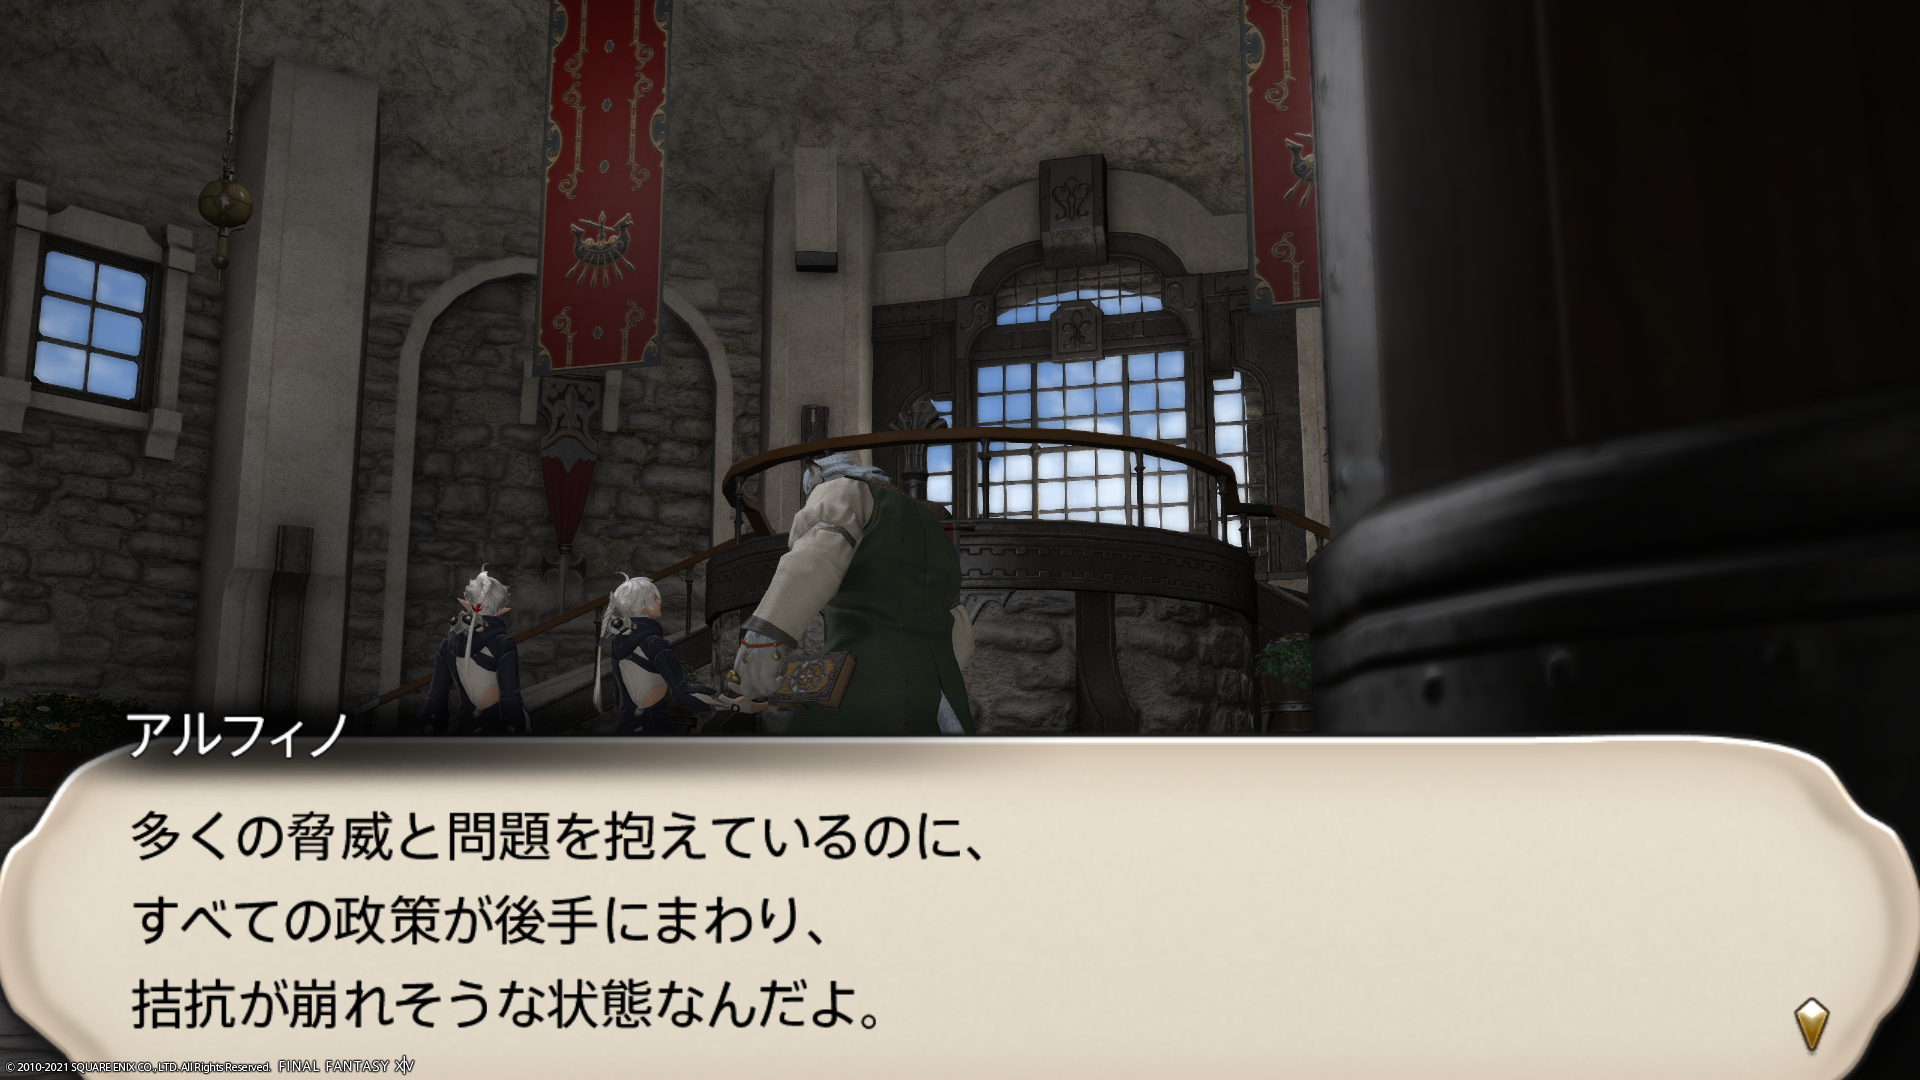 アルフィノ
多くの脅威と問題を抱えているのに、
すべての政策が後手にまわり、
拮抗が崩れそうな状態なんだよ。
© 2010-2021 SQUARE ENIX CO., LTD. All Rights Reserved. FINAL FANTASY XIV